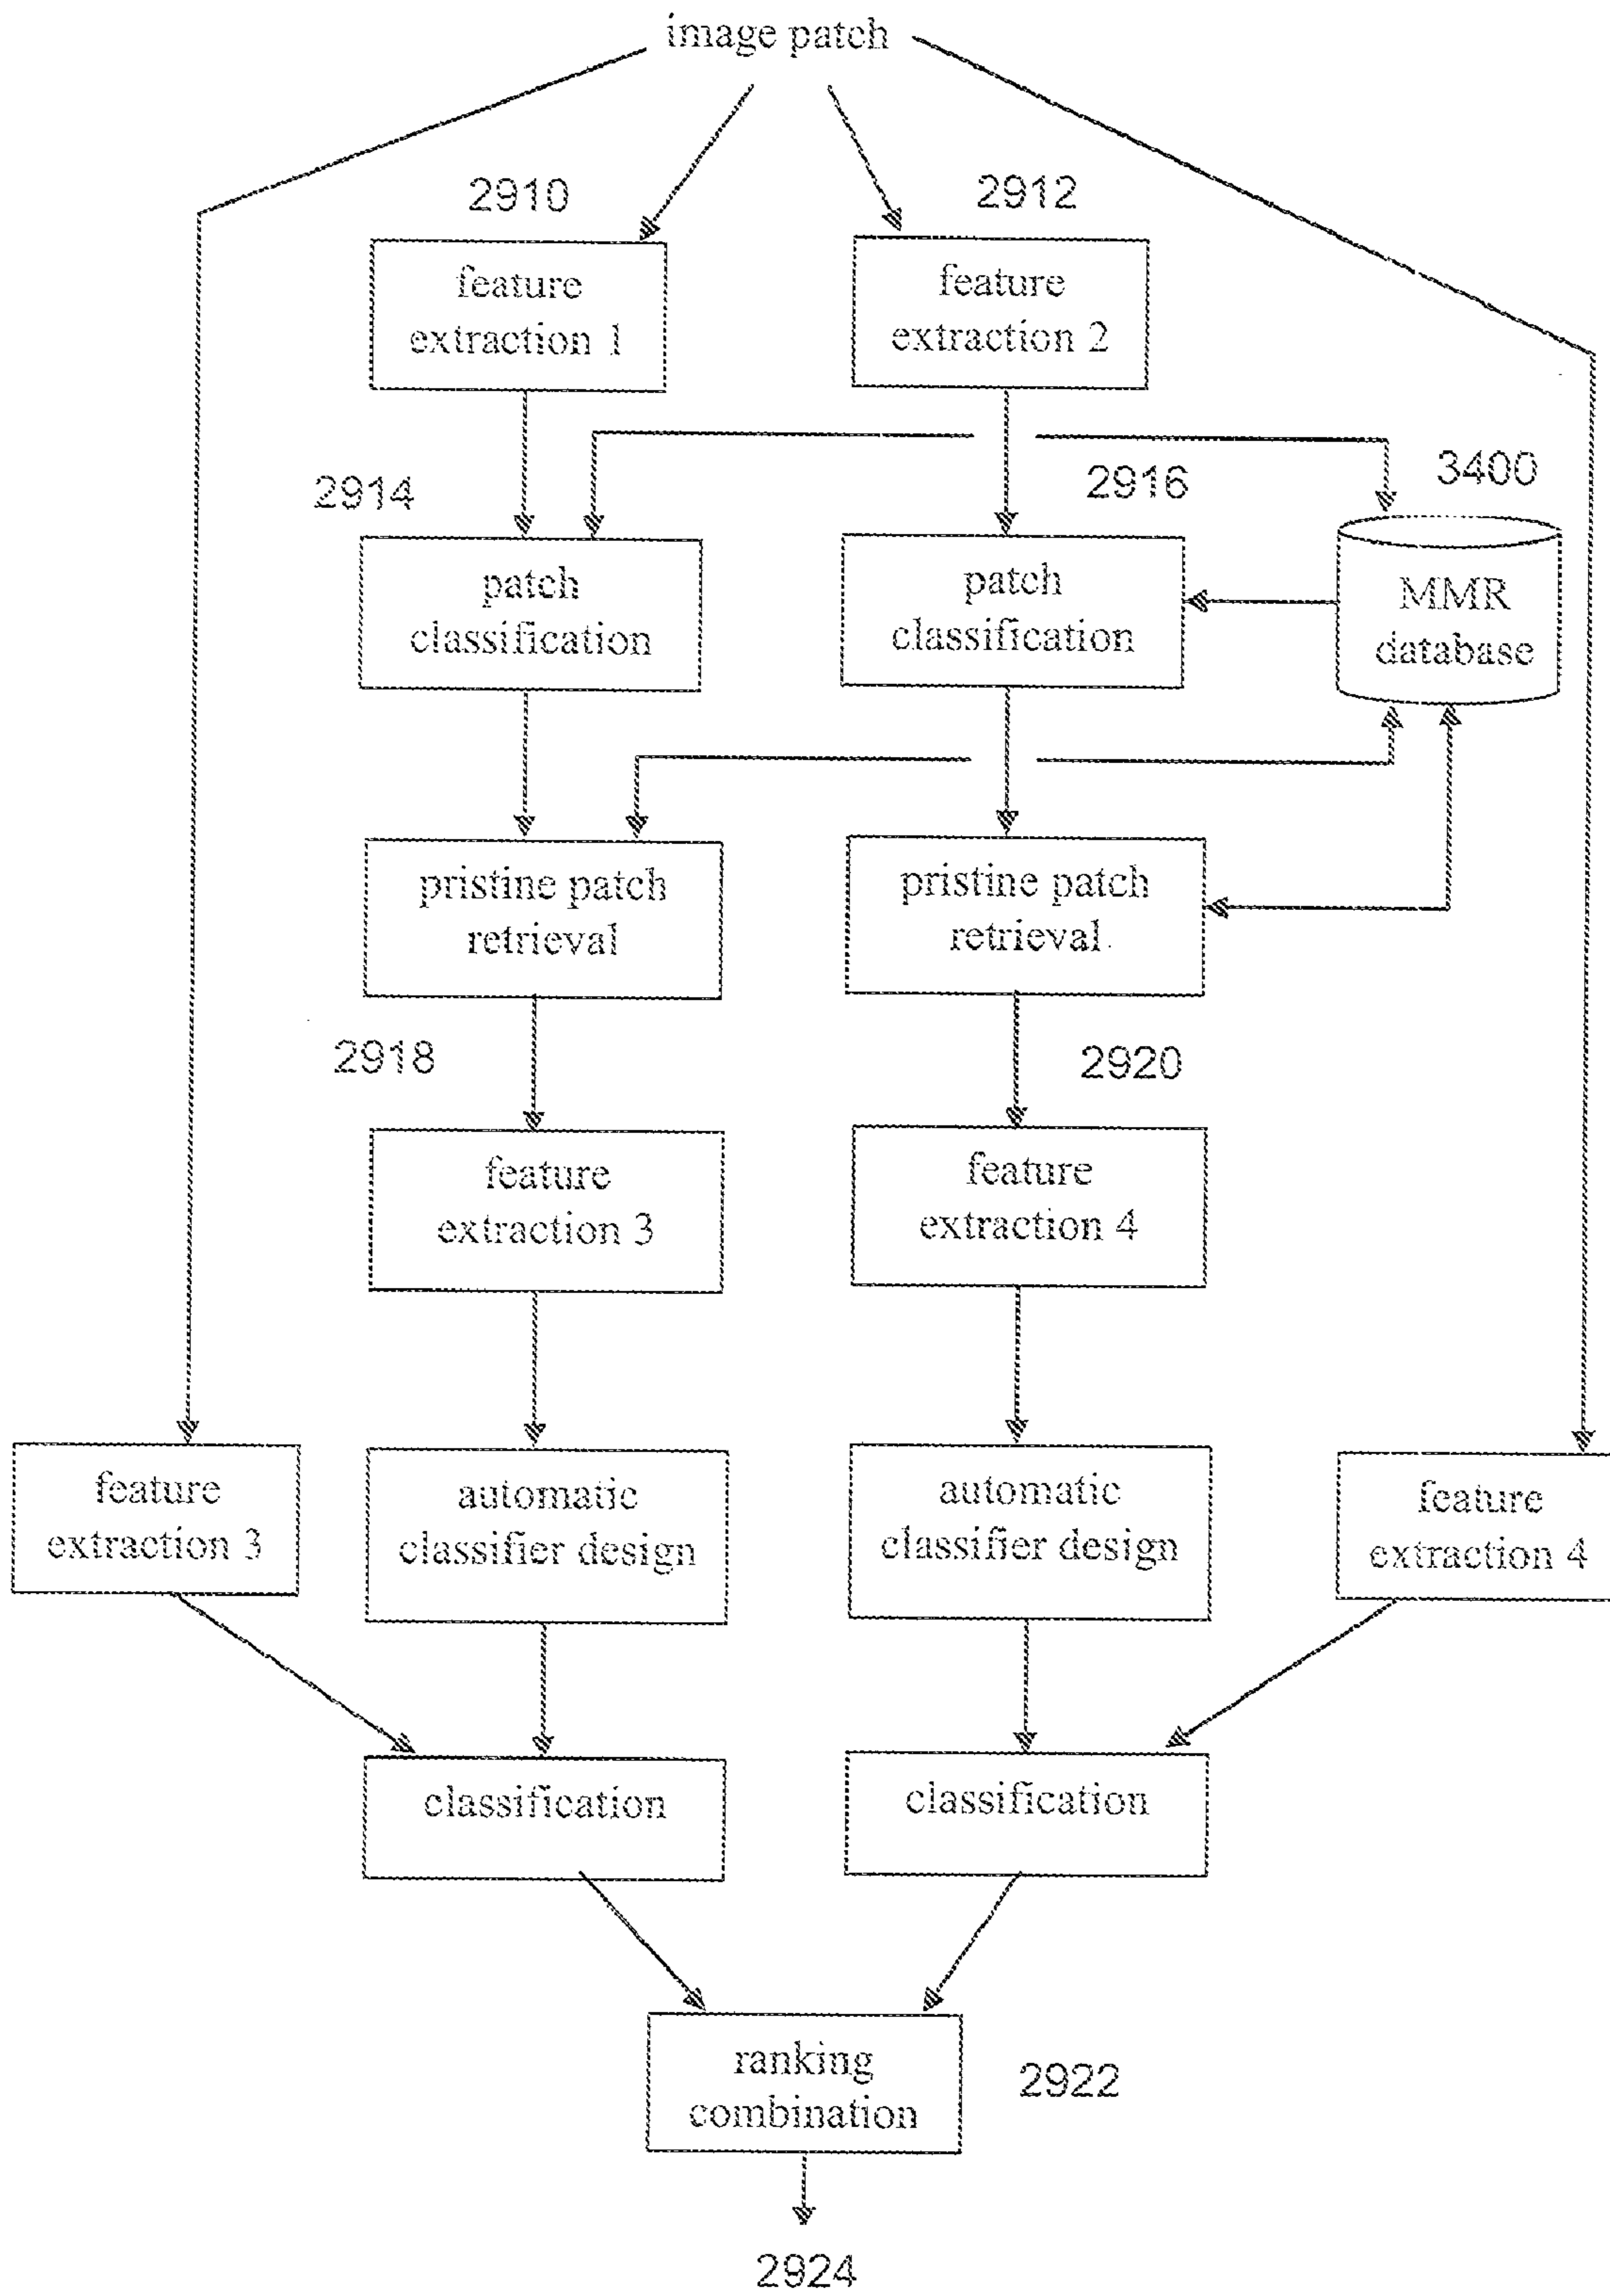 image patch
2910
2912
feature
extraction 1
feature
extraction 2
2914
2916
3400
patch
classification
patch
classification
MMR
database
pristine patch
retrieval
pristine patch
retrieval
2918
2920
feature
extraction 3
feature
extraction 4
feature
extraction 3
automatic
classifier design
automatic
classifier design
feature
extraction 4
classification
classification
ranking
combination
2922
2924